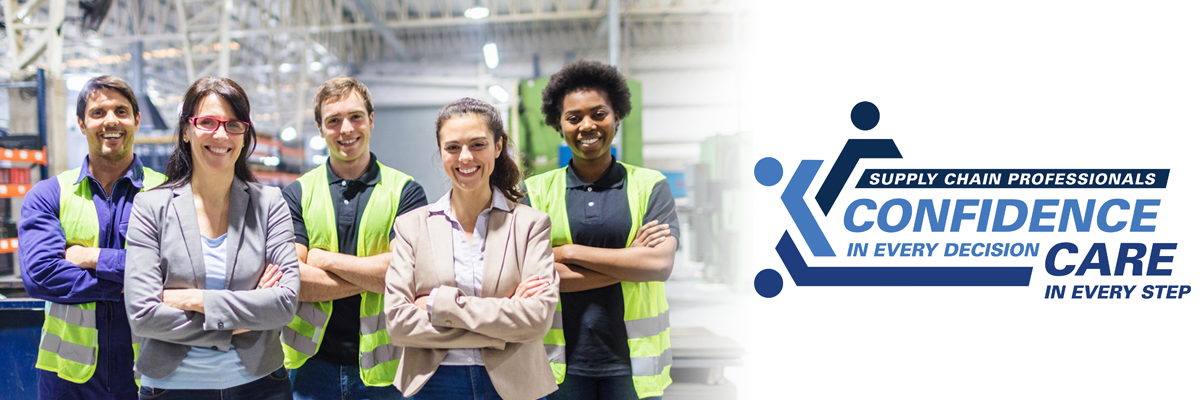 SUPPLY CHAIN PROFESSIONALS
CONFIDENCE
IN EVERY DECISION
CARE
IN EVERY STEP